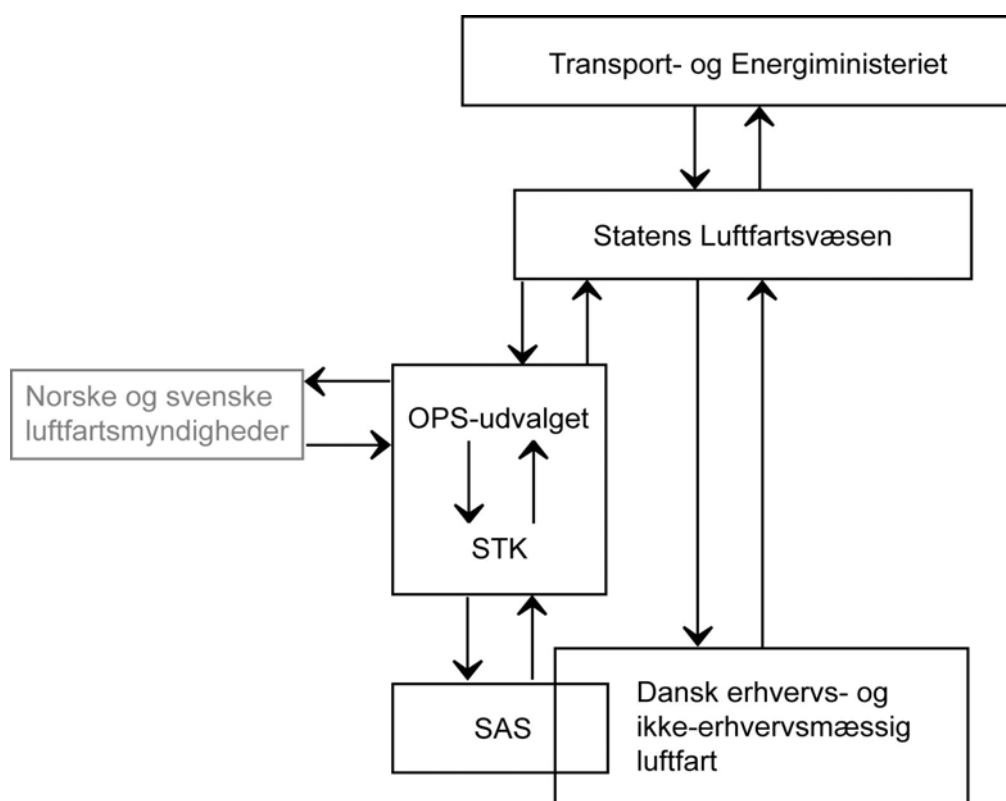 Transport- og Energiministeriet
Statens Luftfartsvæsen
Norske og svenske
luftfartsmyndigheder
OPS-udvalget
STK
SAS
Dansk erhvervs- og
ikke-erhvervsmæssig
luftfart